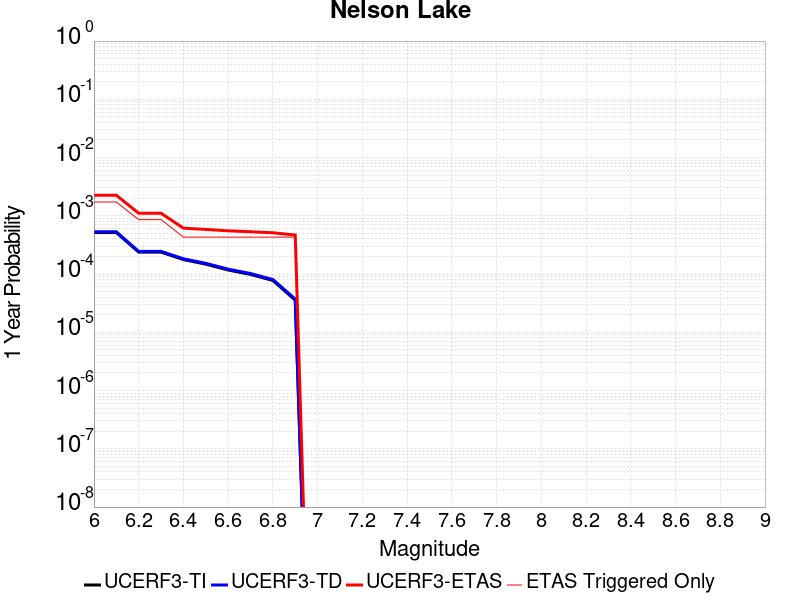 Nelson Lake
10^0
10^-1
10^-2
10^-3
10^-4
10^-5
10^-6
10^-7
10^-8
1 Year Probability
6 6.2 6.4 6.6 6.8 7 7.2 7.4 7.6 7.8 8 8.2 8.4 8.6 8.8 9
Magnitude
UCERF3-TI UCERF3-TD UCERF3-ETAS ETAS Triggered Only